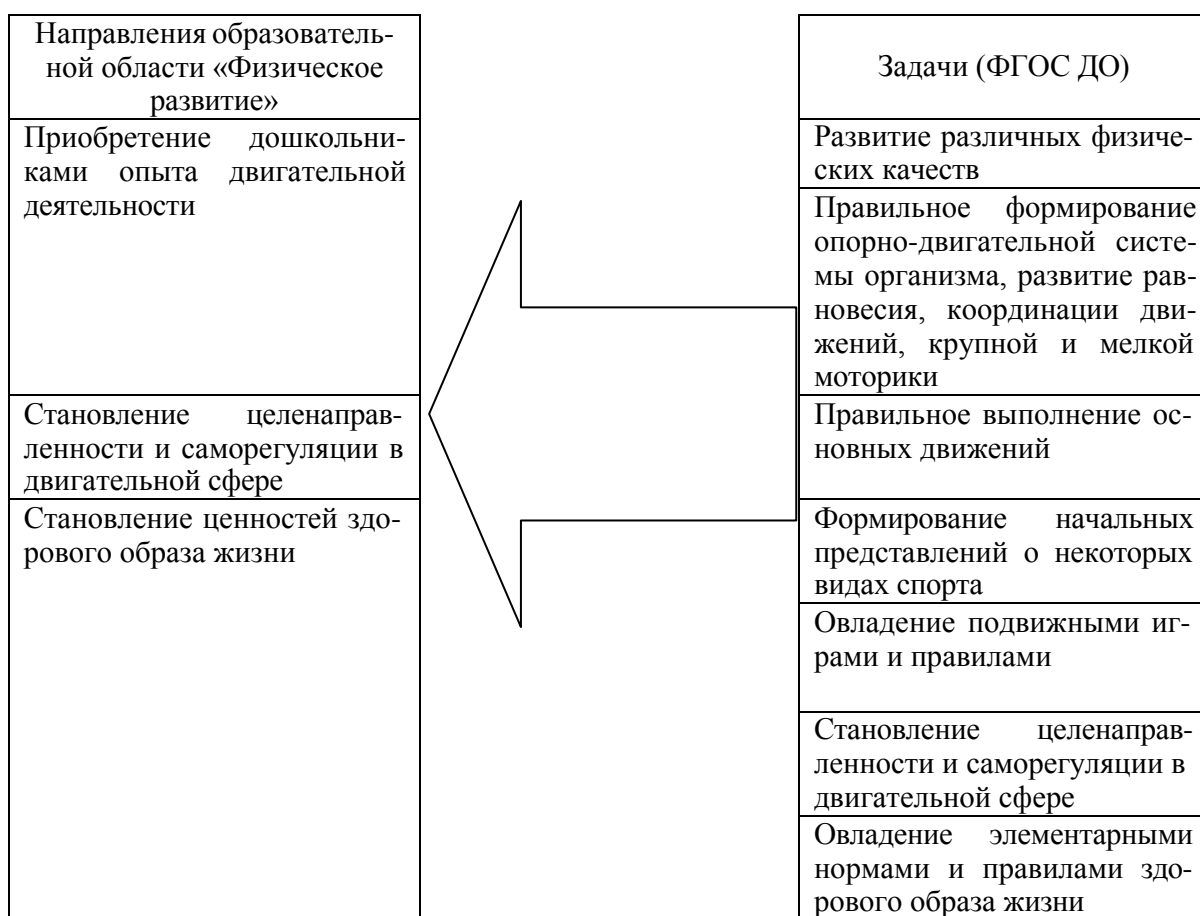 Направления образователь-
ной области «Физическое
развитие»
Приобретение дошкольни-
ками опыта двигательной
деятельности
Становление целенаправ-
ленности и саморегуляции в
двигательной сфере
Становление ценностей здо-
рового образа жизни
Задачи (ФГОС ДО)
Развитие различных физиче-
ских качеств
Правильное формирование
опорно-двигательной систе-
мы организма, развитие рав-
новесия, координации дви-
жений, крупной и мелкой
моторики
Правильное выполнение ос-
новных движений
Формирование начальных
представлений о некоторых
видах спорта
Овладение подвижными иг-
рами и правилами
Становление целенаправ-
ленности и саморегуляции в
двигательной сфере
Овладение элементарными
нормами и правилами здо-
рового образа жизни